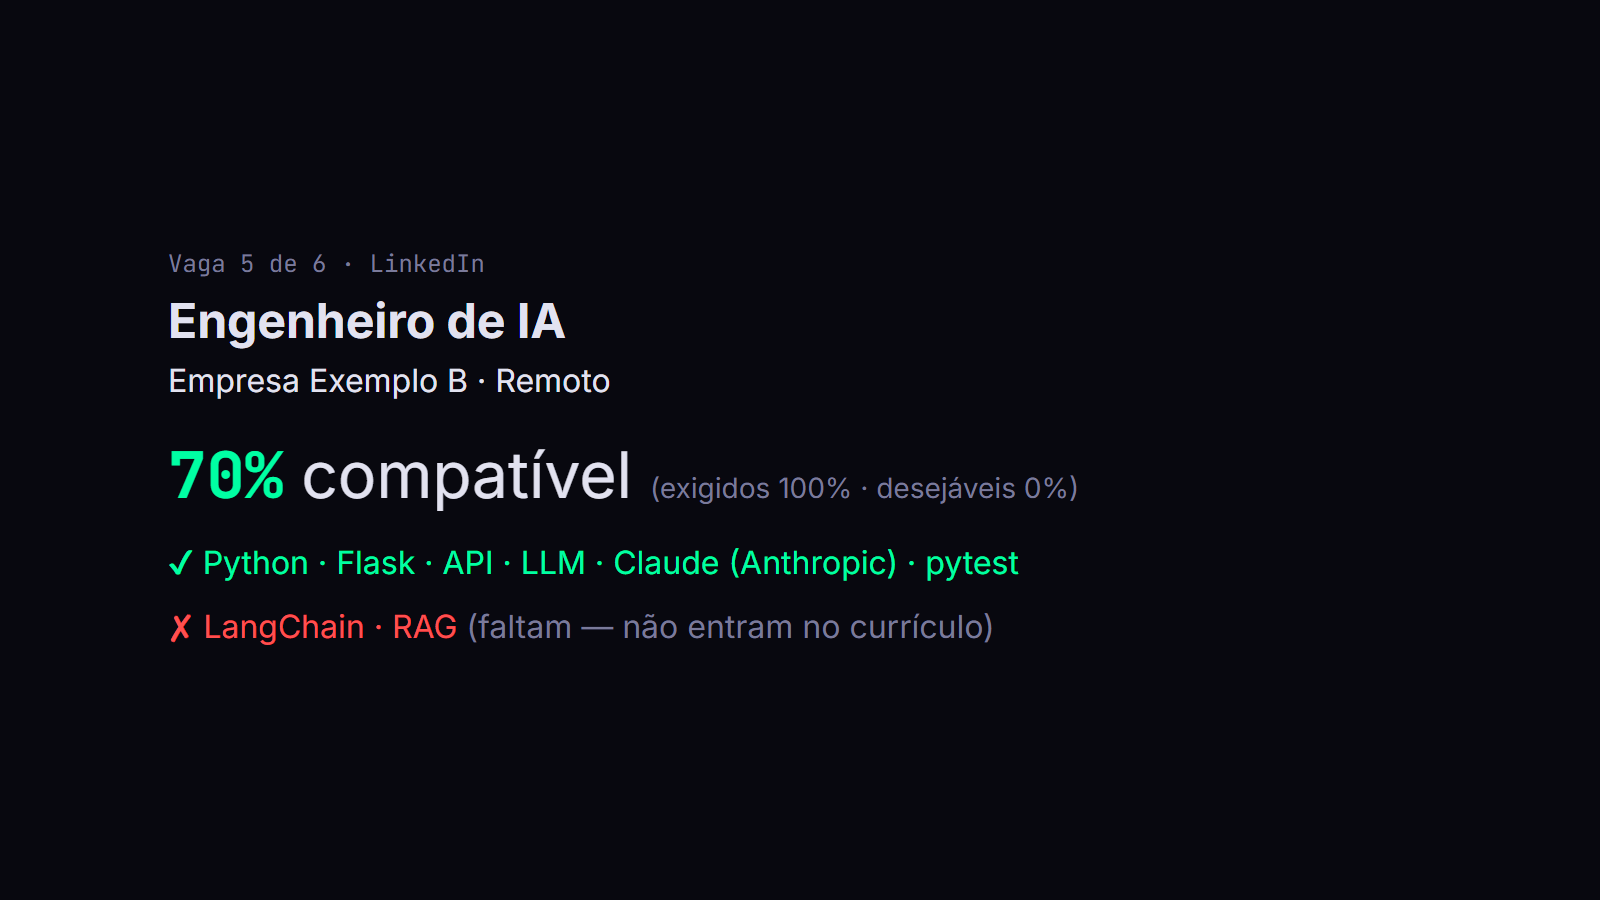 Vaga 5 de 6 · LinkedIn
Engenheiro de IA
Empresa Exemplo B · Remoto
70% compatível (exigidos 100% · desejáveis 0%)
✓ Python · Flask · API · LLM · Claude (Anthropic) · pytest
✗ LangChain · RAG (faltam — não entram no currículo)